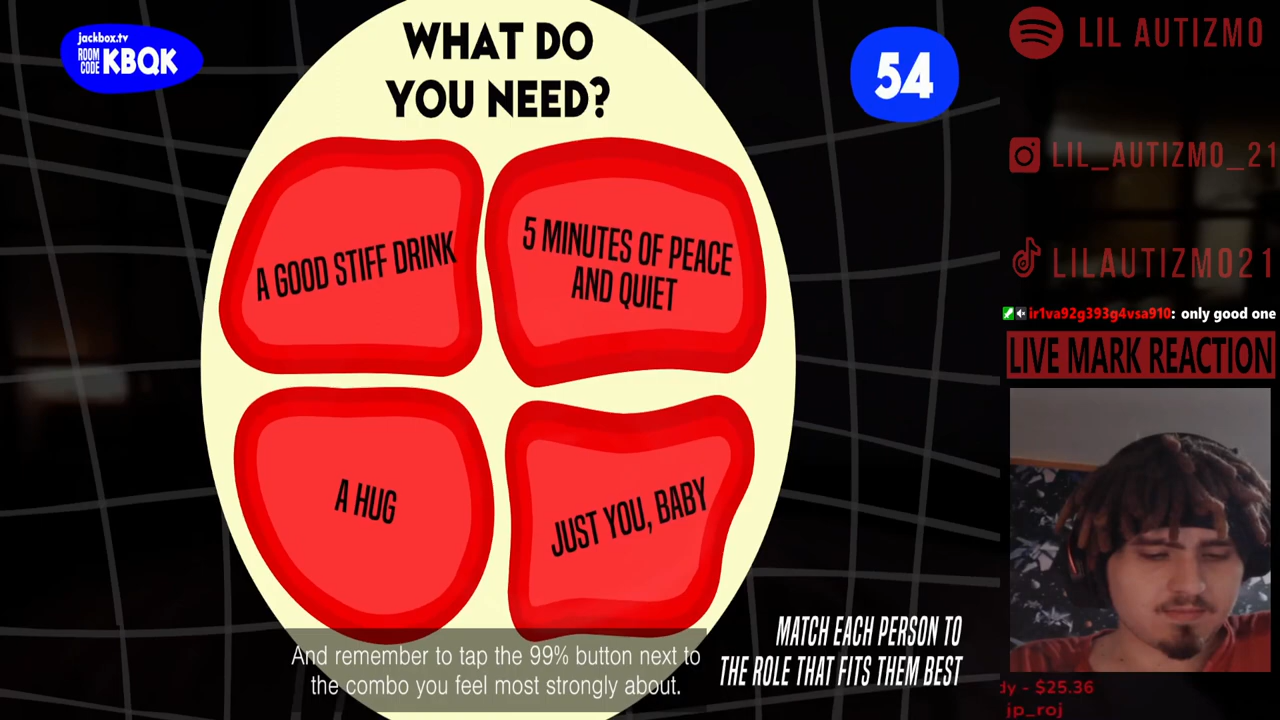 jackbox.tv
ROOM CODE KBQK
WHAT DO
YOU NEED?
54
A GOOD STIFF DRINK
5 MINUTES OF PEACE
AND QUIET
A HUG
JUST YOU, BABY
And remember to tap the 99% button next to
the combo you feel most strongly about.
MATCH EACH PERSON TO
THE ROLE THAT FITS THEM BEST
LIL AUTIZMO
LIL_AUTIZMO_21
LILAUTIZMO21
ir1va92g393g4vsa910: only good one
LIVE MARK REACTION
dy - $25.36
jp_roj